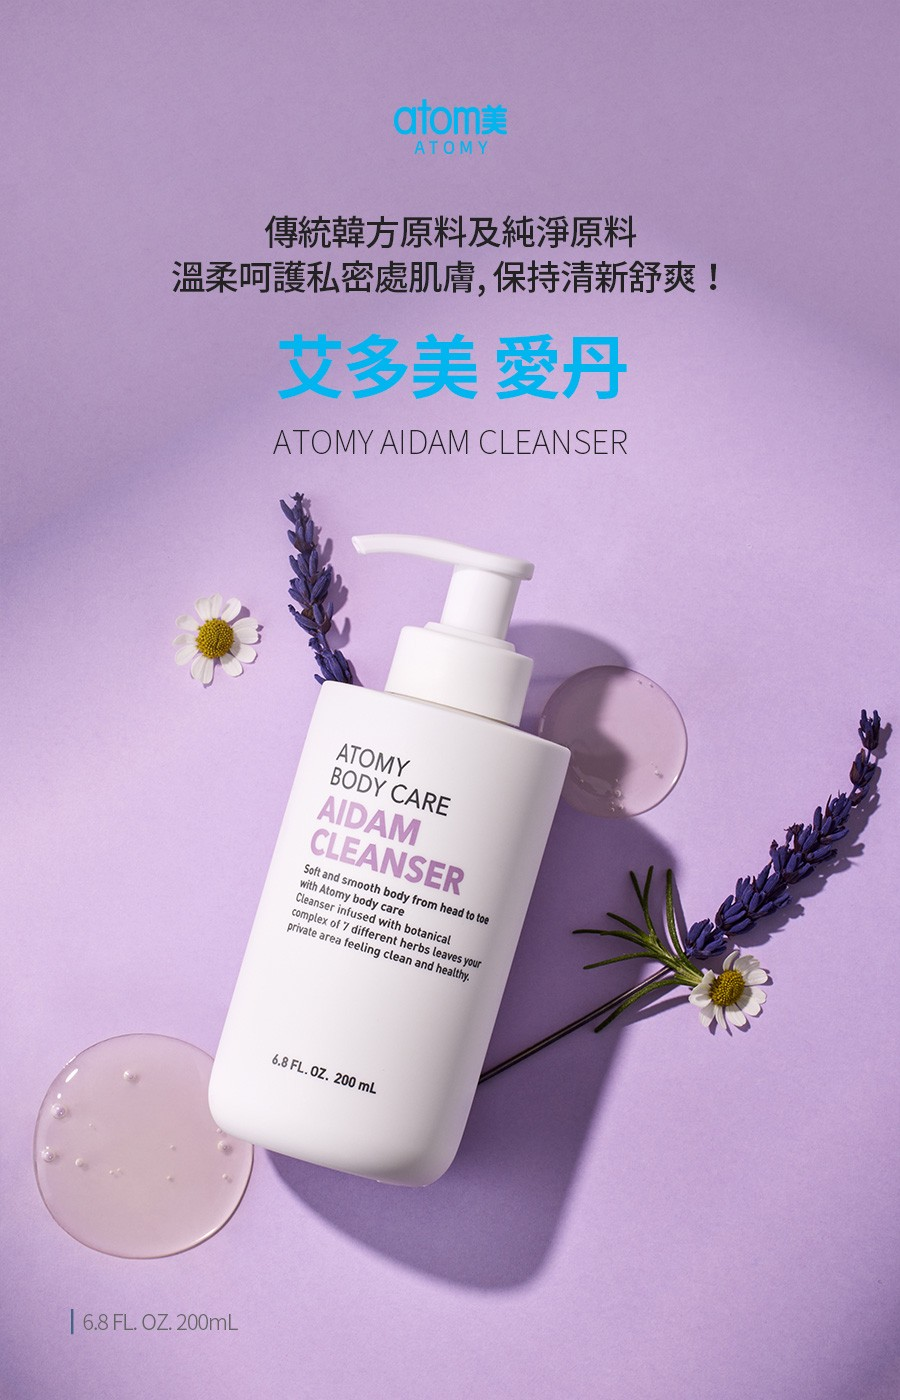 atom美
ATOMY
傳統韓方原料及純淨原料
溫柔呵護私密處肌膚, 保持清新舒爽！
艾多美 愛丹
ATOMY AIDAM CLEANSER
ATOMY
BODY CARE
AIDAM
CLEANSER
Soft and smooth body from head to toe
with Atomy body care
Cleanser infused with botanical
complex of 7 different herbs leaves your
private area feeling clean and healthy.
6.8 FL. OZ. 200 mL
6.8 FL. OZ. 200mL